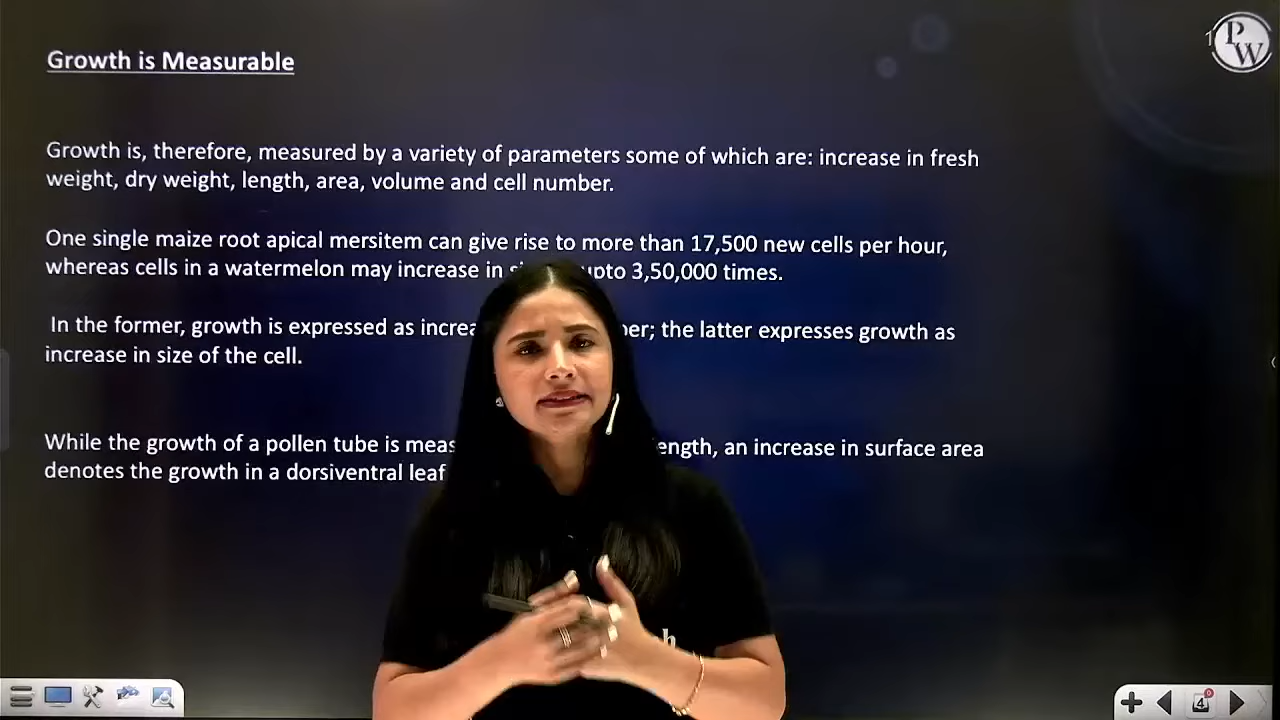 Growth is Measurable
PW
Growth is, therefore, measured by a variety of parameters some of which are: increase in fresh
weight, dry weight, length, area, volume and cell number.
One single maize root apical mersitem can give rise to more than 17,500 new cells per hour,
whereas cells in a watermelon may increase in upto 3,50,000 times.
In the former, growth is expressed as the latter expresses growth as
increase in size of the cell.
While the growth of a pollen tube is an increase in surface area
denotes the growth in a dorsiventral leaf
4